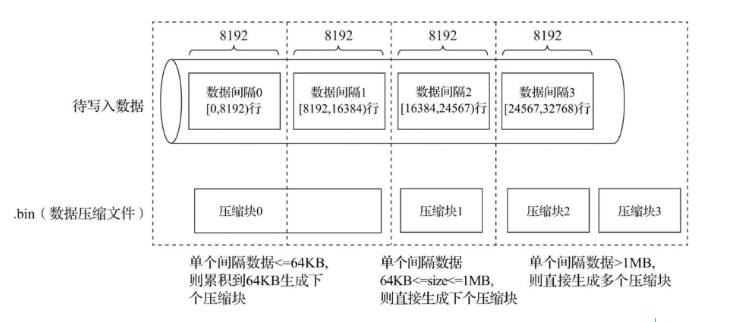 8192 8192 8192 8192
待写入数据
数据间隔0
[0,8192)行
数据间隔1
[8192,16384)行
数据间隔2
[16384,24567)行
数据间隔3
[24567,32768)行
.bin（数据压缩文件）
压缩块0
压缩块1
压缩块2
压缩块3
单个间隔数据<=64KB,
则累积到64KB生成下
个压缩块
单个间隔数据
64KB<=size<=1MB,
则直接生成下个压缩块
单个间隔数据>1MB,
则直接生成多个压缩块